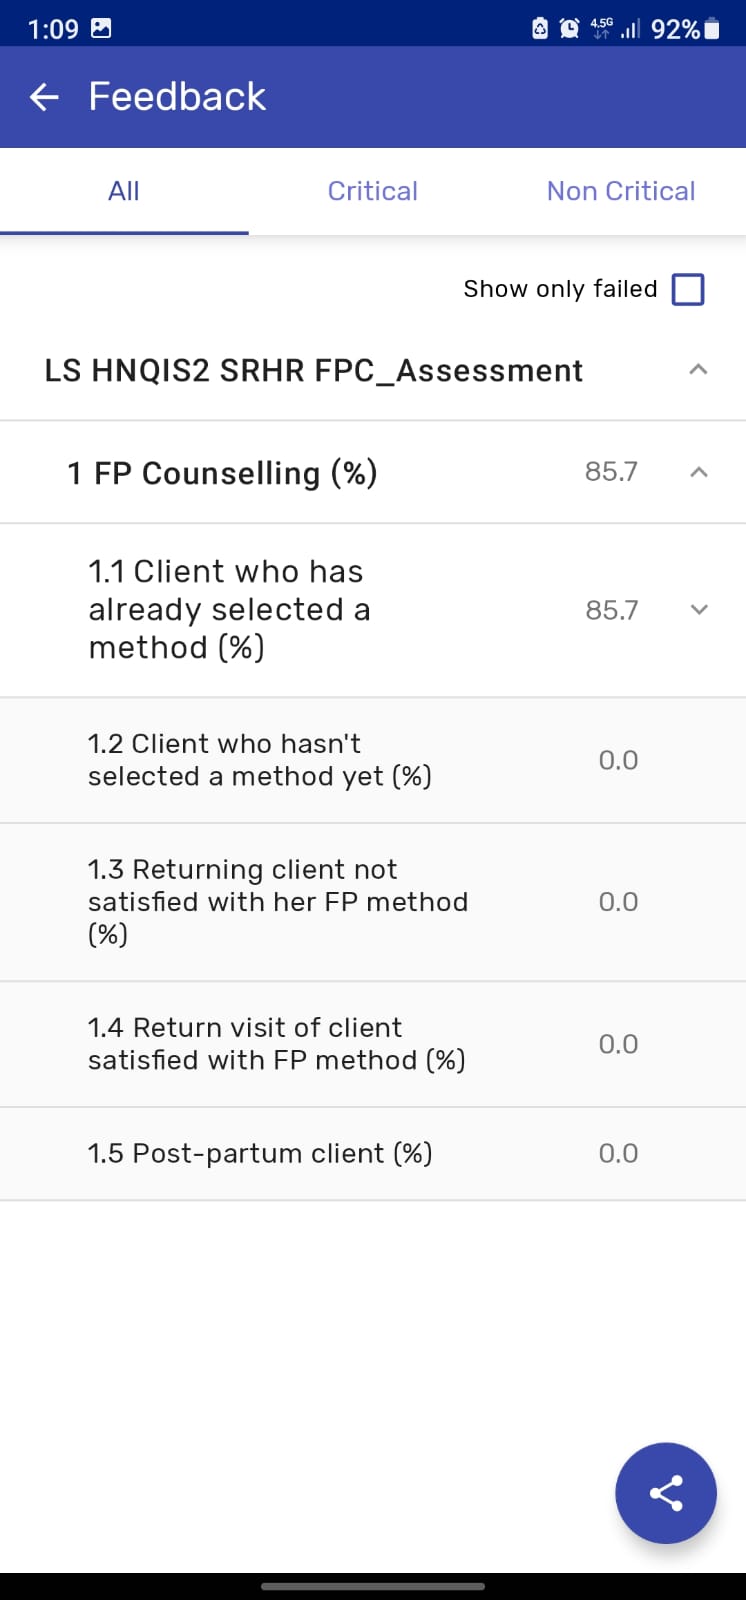 1:09
4.5G
92%
Feedback
All
Critical
Non Critical
Show only failed
LS HNQIS2 SRHR FPC_Assessment
1 FP Counselling (%)
85.7
1.1 Client who has
already selected a
method (%)
85.7
1.2 Client who hasn't
selected a method yet (%)
0.0
1.3 Returning client not
satisfied with her FP method
(%)
0.0
1.4 Return visit of client
satisfied with FP method (%)
0.0
1.5 Post-partum client (%)
0.0